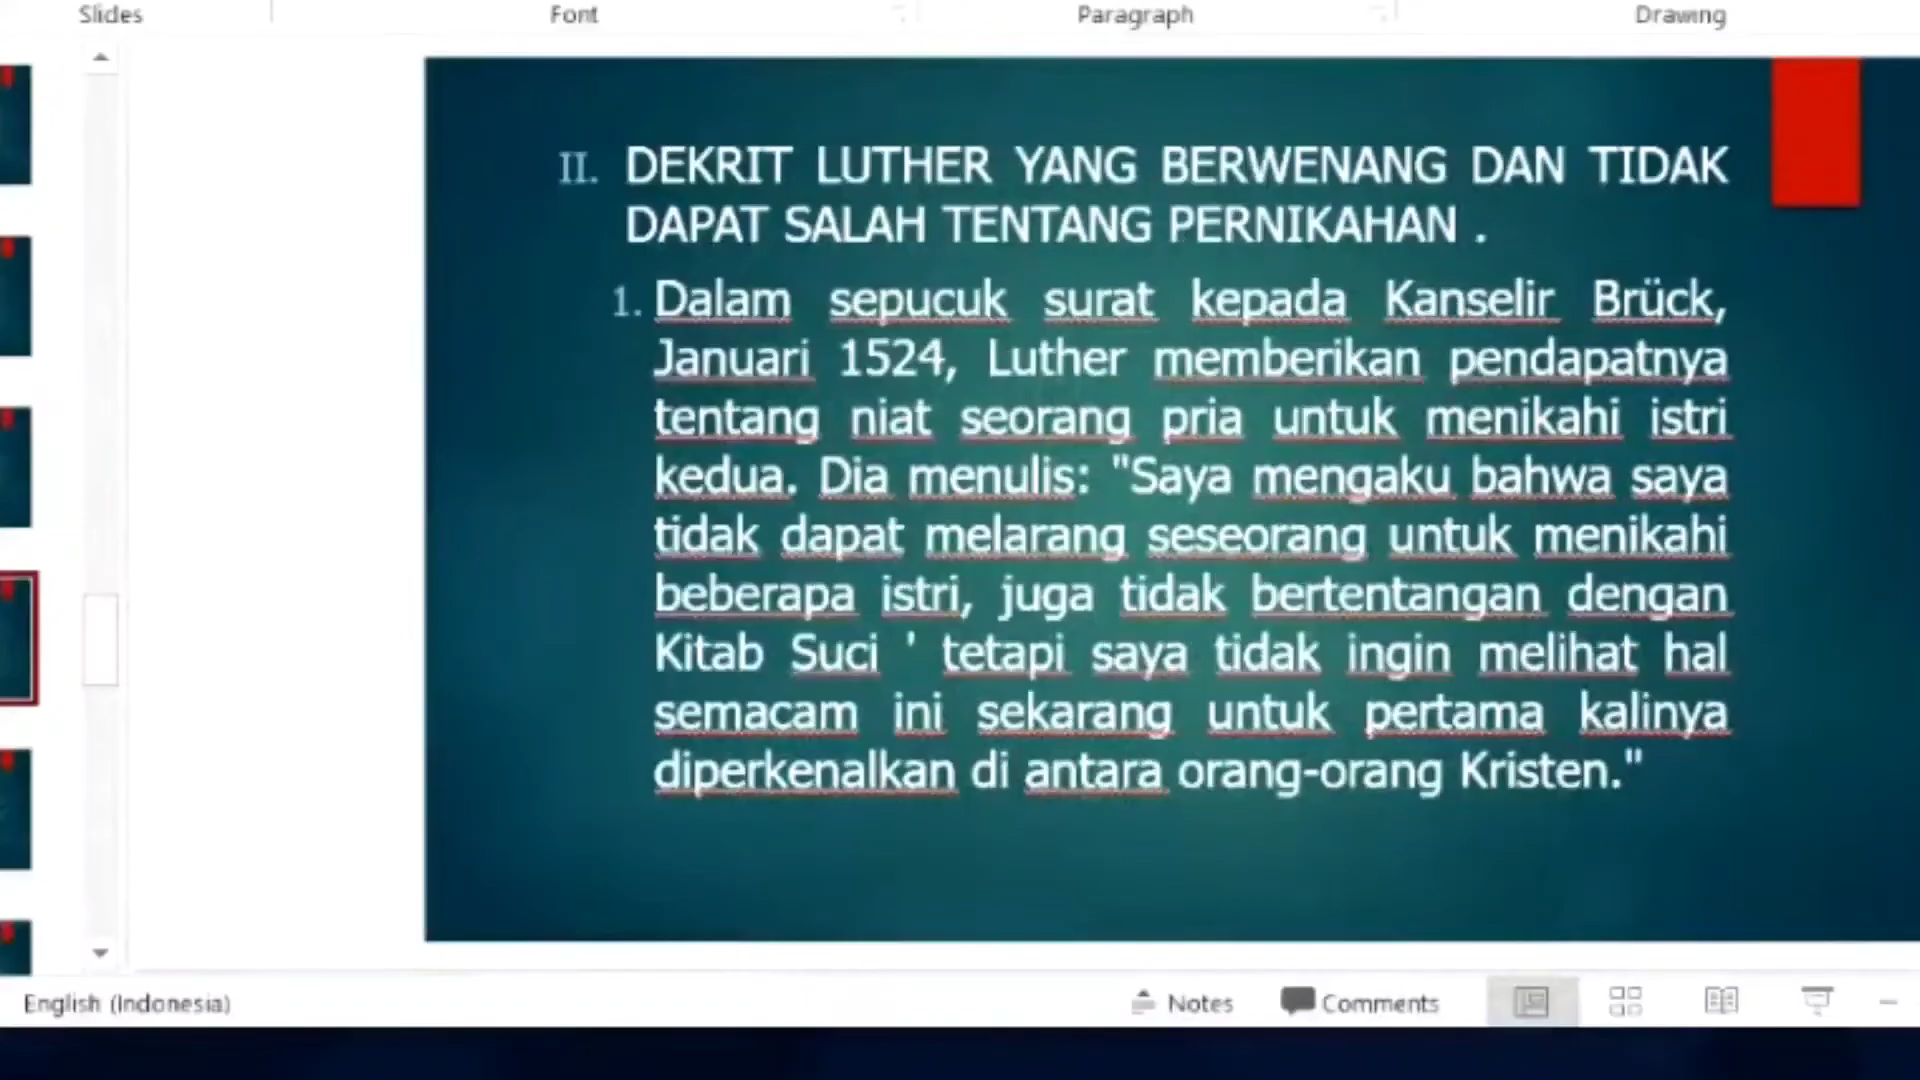 Slides Font Paragraph Drawing
II. DEKRIT LUTHER YANG BERWENANG DAN TIDAK
DAPAT SALAH TENTANG PERNIKAHAN .
1. Dalam sepucuk surat kepada Kanselir Brück,
Januari 1524, Luther memberikan pendapatnya
tentang niat seorang pria untuk menikahi istri
kedua. Dia menulis: "Saya mengaku bahwa saya
tidak dapat melarang seseorang untuk menikahi
beberapa istri, juga tidak bertentangan dengan
Kitab Suci ' tetapi saya tidak ingin melihat hal
semacam ini sekarang untuk pertama kalinya
diperkenalkan di antara orang-orang Kristen."
English (Indonesia) Notes Comments